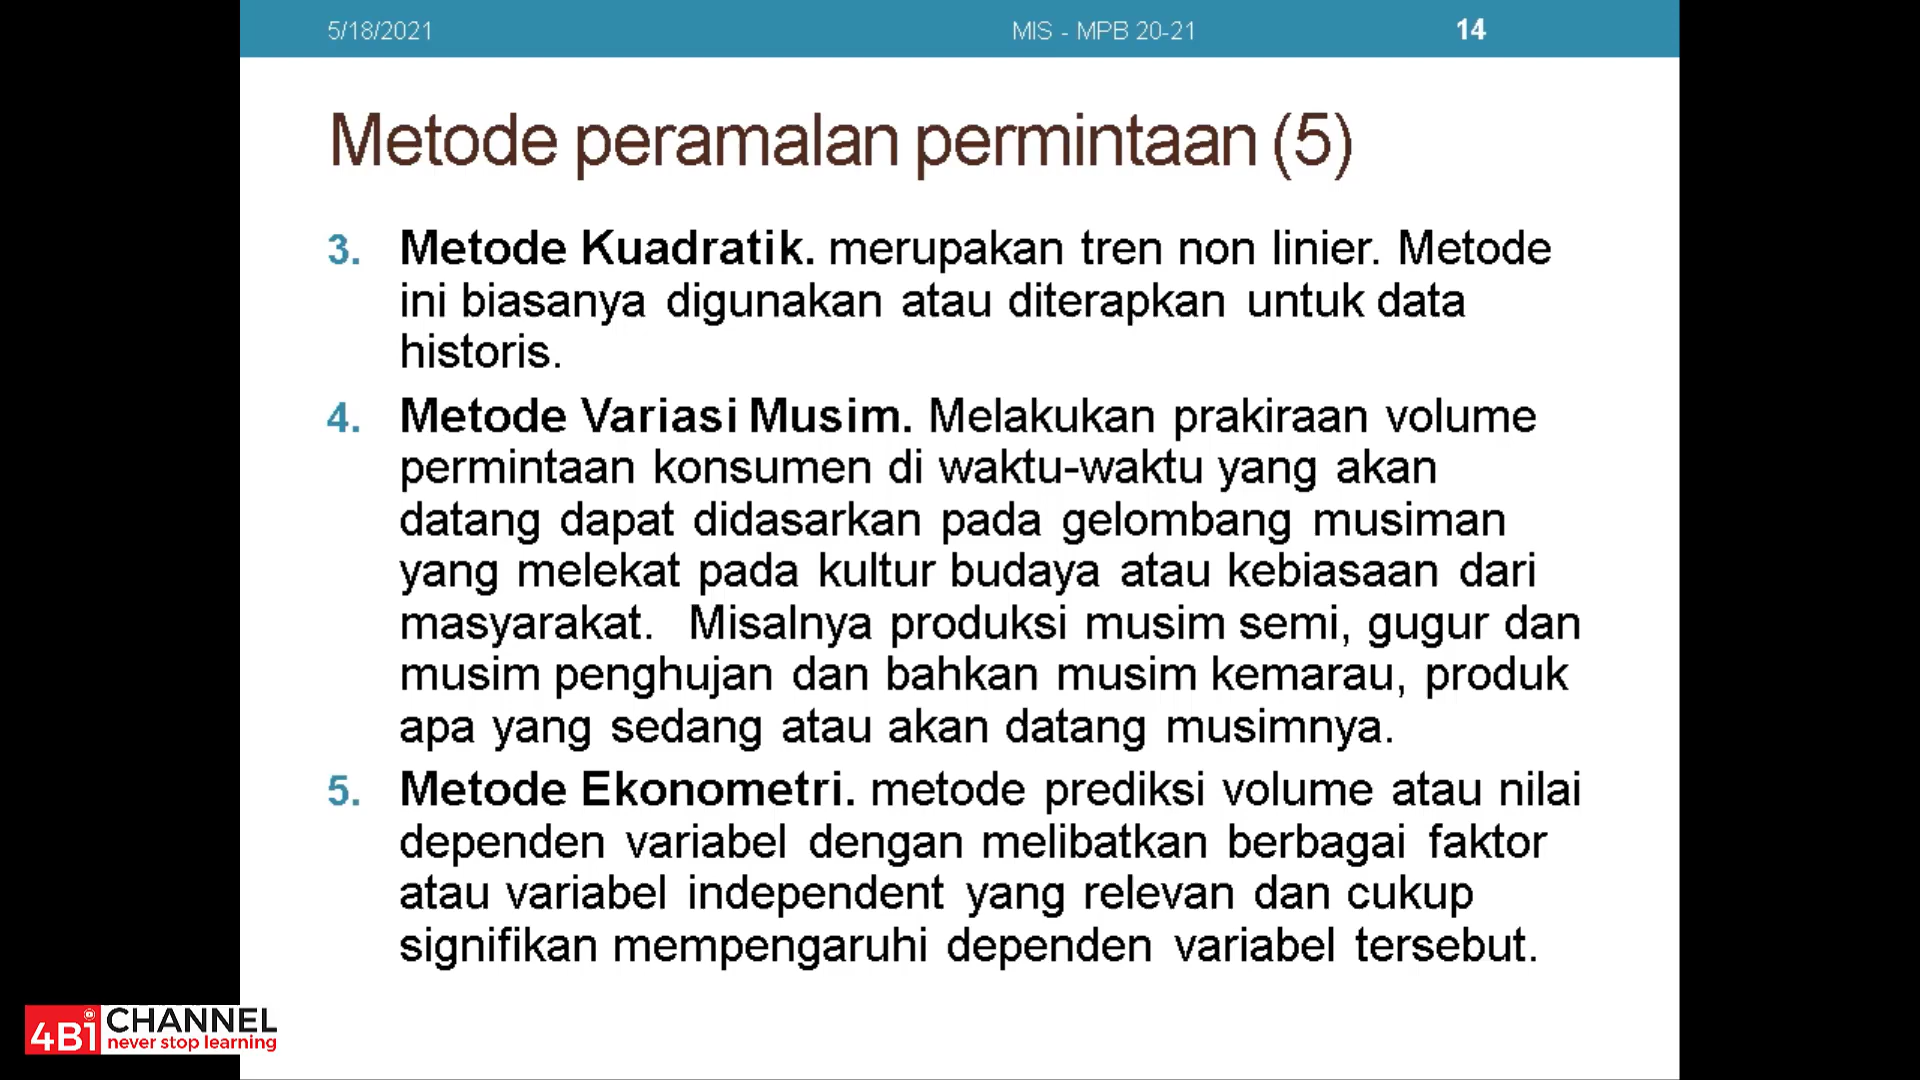 5/18/2021 MIS - MPB 20-21 14
Metode peramalan permintaan (5)
3. Metode Kuadratik. merupakan tren non linier. Metode
ini biasanya digunakan atau diterapkan untuk data
historis.
4. Metode Variasi Musim. Melakukan prakiraan volume
permintaan konsumen di waktu-waktu yang akan
datang dapat didasarkan pada gelombang musiman
yang melekat pada kultur budaya atau kebiasaan dari
masyarakat. Misalnya produksi musim semi, gugur dan
musim penghujan dan bahkan musim kemarau, produk
apa yang sedang atau akan datang musimnya.
5. Metode Ekonometri. metode prediksi volume atau nilai
dependen variabel dengan melibatkan berbagai faktor
atau variabel independent yang relevan dan cukup
signifikan mempengaruhi dependen variabel tersebut.
4Bi CHANNEL
never stop learning